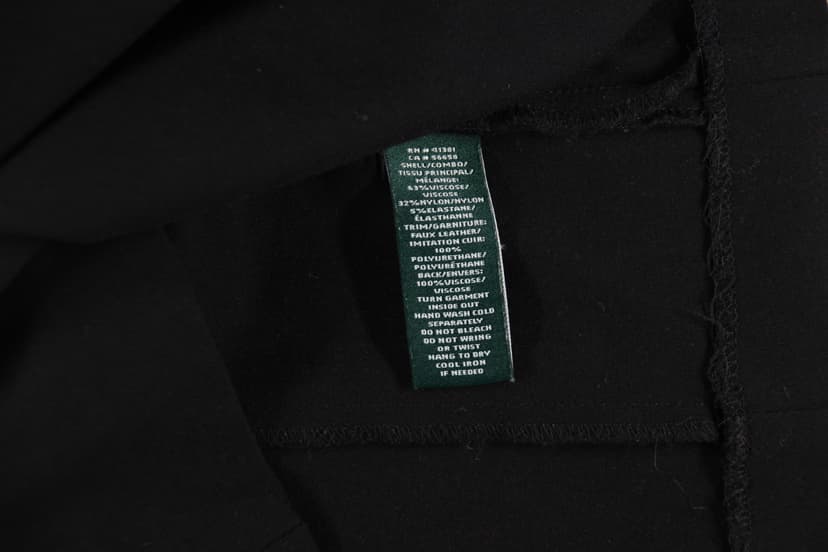 RN # 41381
CA # 56658
SHELL/COMBO/
TISSU PRINCIPAL/
MÉLANGE:
63%VISCOSE/
VISCOSE
32%NYLON/NYLON
5%ELASTANE/
ÉLASTHANNE
TRIM/GARNITURE:
FAUX LEATHER/
IMITATION CUIR:
100%
POLYURETHANE/
POLYURÉTHANE
BACK/ENVERS:
100%VISCOSE/
VISCOSE
TURN GARMENT
INSIDE OUT
HAND WASH COLD
SEPARATELY
DO NOT BLEACH
DO NOT WRING
OR TWIST
HANG TO DRY
COOL IRON
IF NEEDED